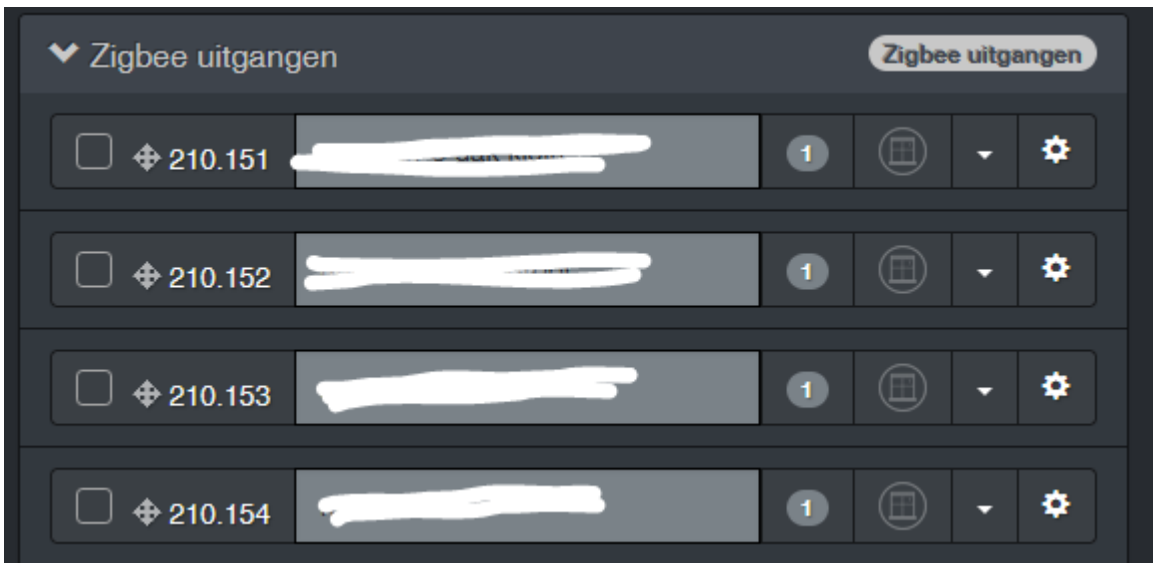 Zigbee uitgangen Zigbee uitgangen
210.151 1
210.152 1
210.153 1
210.154 1